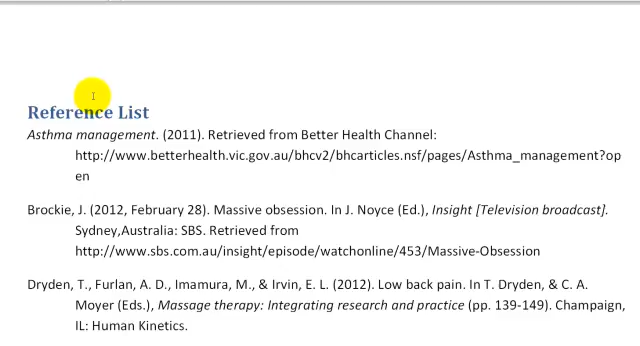 Reference List
Asthma management. (2011). Retrieved from Better Health Channel:
http://www.betterhealth.vic.gov.au/bhcv2/bhcarticles.nsf/pages/Asthma_management?op
en
Brockie, J. (2012, February 28). Massive obsession. In J. Noyce (Ed.), Insight [Television broadcast].
Sydney,Australia: SBS. Retrieved from
http://www.sbs.com.au/insight/episode/watchonline/453/Massive-Obsession
Dryden, T., Furlan, A. D., Imamura, M., & Irvin, E. L. (2012). Low back pain. In T. Dryden, & C. A.
Moyer (Eds.), Massage therapy: Integrating research and practice (pp. 139-149). Champaign,
IL: Human Kinetics.